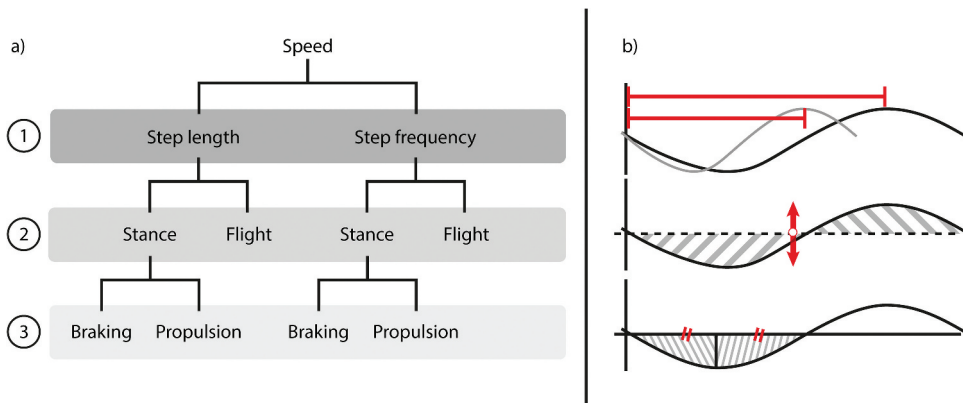 a)
Speed
b)
1
Step length Step frequency
2
Stance Flight Stance Flight
3
Braking Propulsion Braking Propulsion